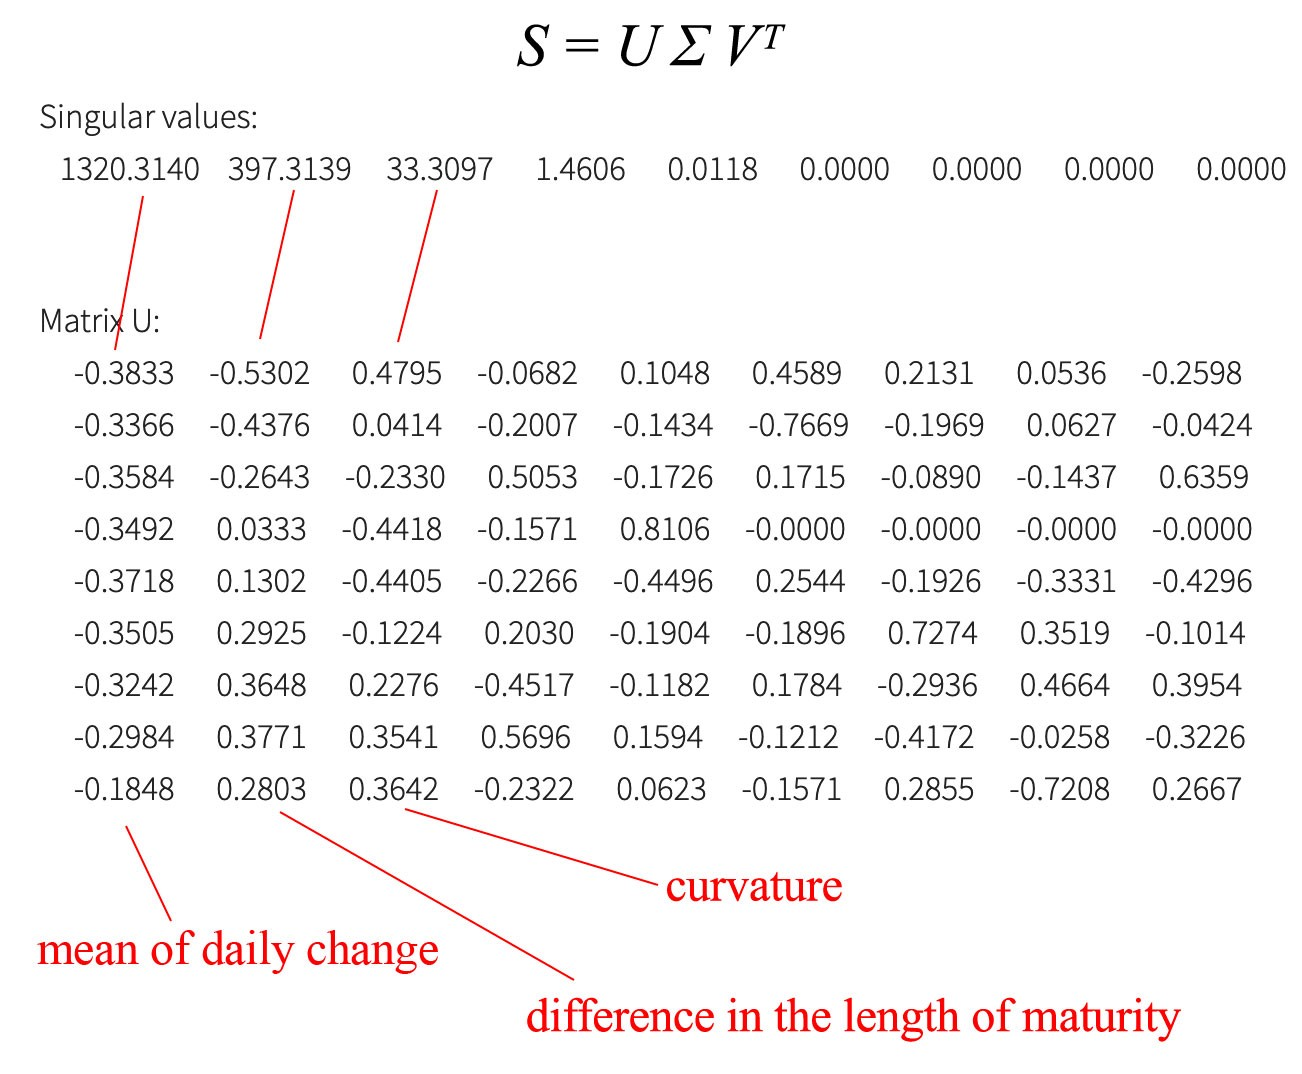 S = U Σ Vᵀ
Singular values:
1320.3140 397.3139 33.3097 1.4606 0.0118 0.0000 0.0000 0.0000 0.0000
Matrix U:
-0.3833 -0.5302 0.4795 -0.0682 0.1048 0.4589 0.2131 0.0536 -0.2598
-0.3366 -0.4376 0.0414 -0.2007 -0.1434 -0.7669 -0.1969 0.0627 -0.0424
-0.3584 -0.2643 -0.2330 0.5053 -0.1726 0.1715 -0.0890 -0.1437 0.6359
-0.3492 0.0333 -0.4418 -0.1571 0.8106 -0.0000 -0.0000 -0.0000 -0.0000
-0.3718 0.1302 -0.4405 -0.2266 -0.4496 0.2544 -0.1926 -0.3331 -0.4296
-0.3505 0.2925 -0.1224 0.2030 -0.1904 -0.1896 0.7274 0.3519 -0.1014
-0.3242 0.3648 0.2276 -0.4517 -0.1182 0.1784 -0.2936 0.4664 0.3954
-0.2984 0.3771 0.3541 0.5696 0.1594 -0.1212 -0.4172 -0.0258 -0.3226
-0.1848 0.2803 0.3642 -0.2322 0.0623 -0.1571 0.2855 -0.7208 0.2667
curvature
mean of daily change
difference in the length of maturity